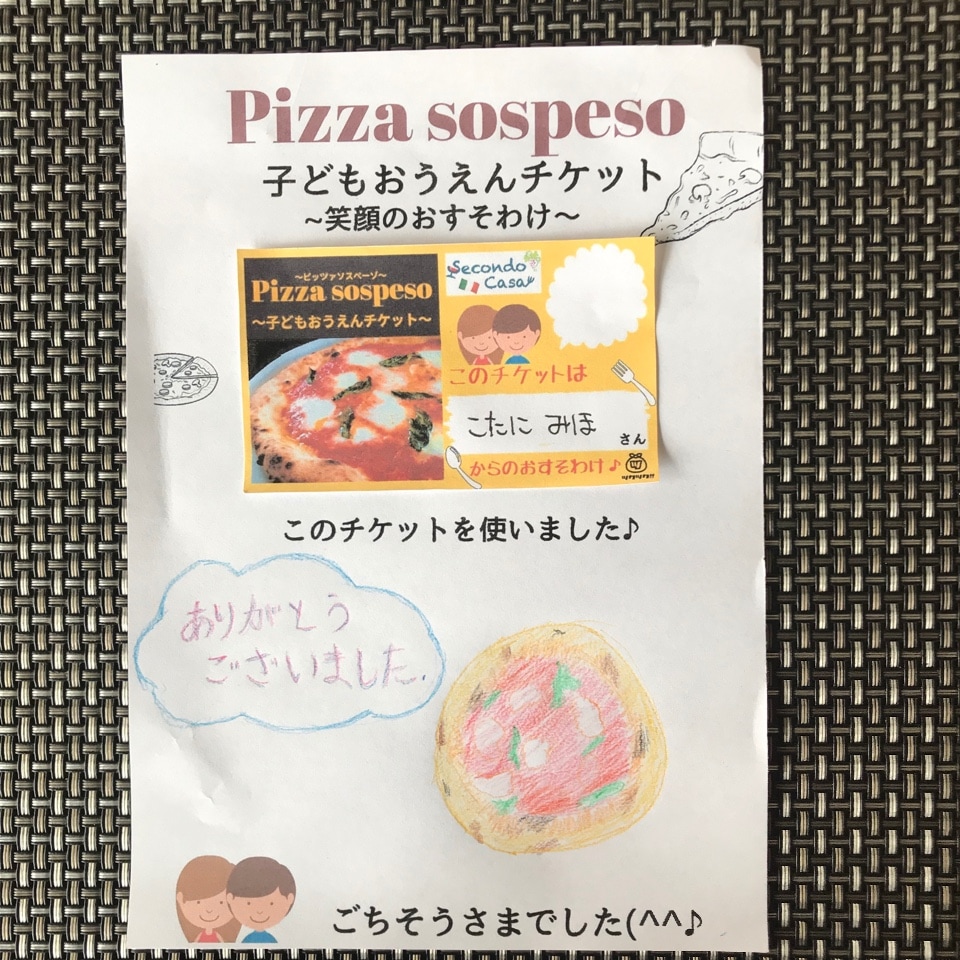 Pizza sospeso
子どもおうえんチケット
~笑顔のおすそわけ~
~ピッツァソスペーゾ~
Pizza sospeso
~子どもおうえんチケット~
Secondo
Casa
このチケットは
こたに みほ
さん
からのおすそわけ♪
このチケットを使いました♪
ありがとう
ございました.
ごちそうさまでした(^^♪